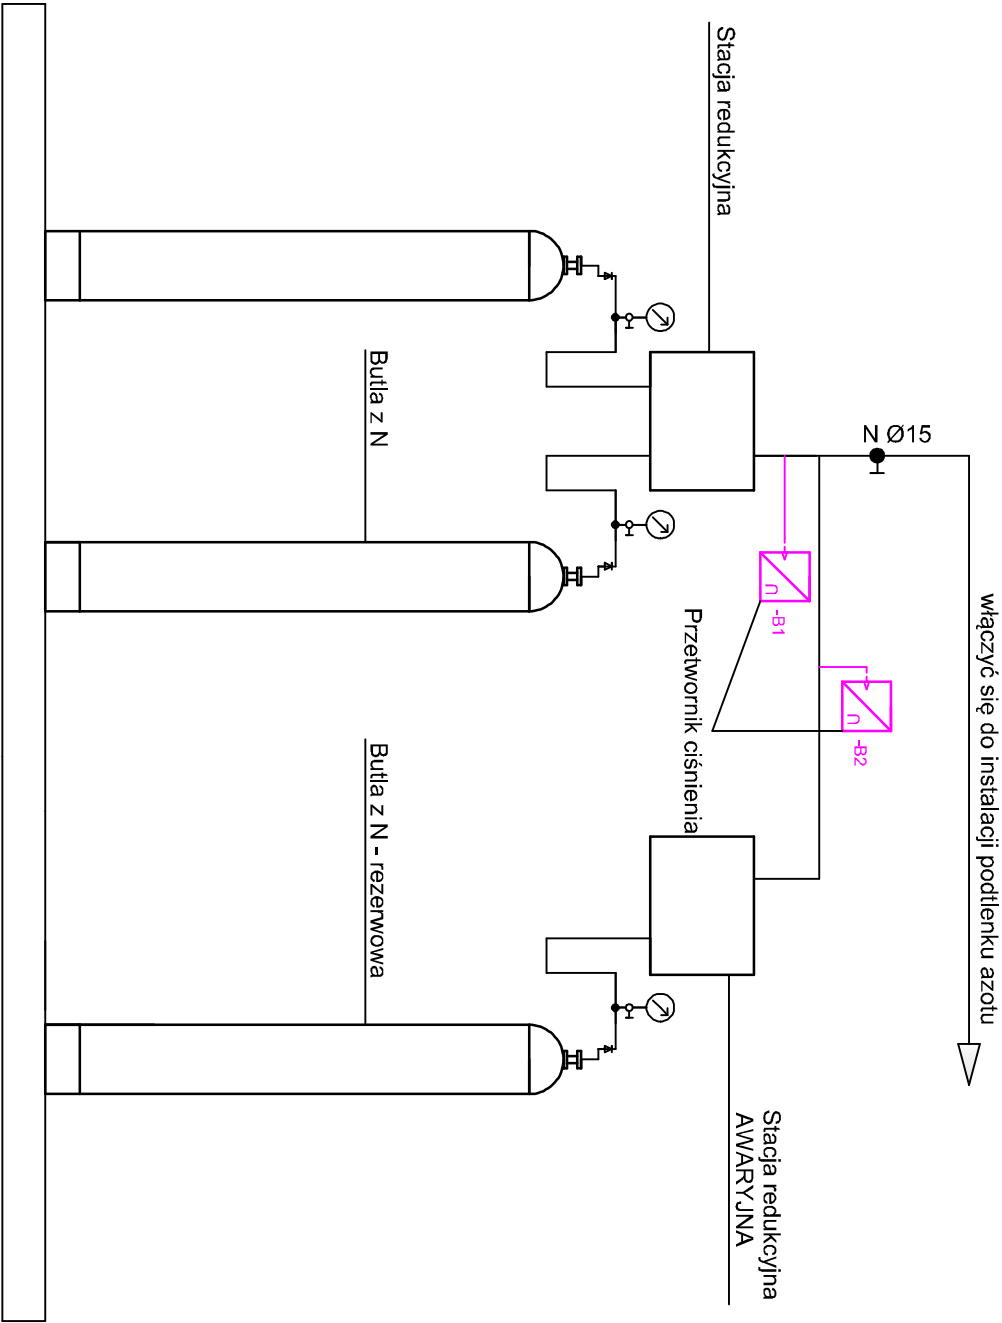 włączyć się do instalacji podtlenku azotu
N Ø15
-B2
-B1
Stacja redukcyjna
Przetwornik ciśnienia
Stacja redukcyjna
AWARYJNA
Butla z N
Butla z N - rezerwowa